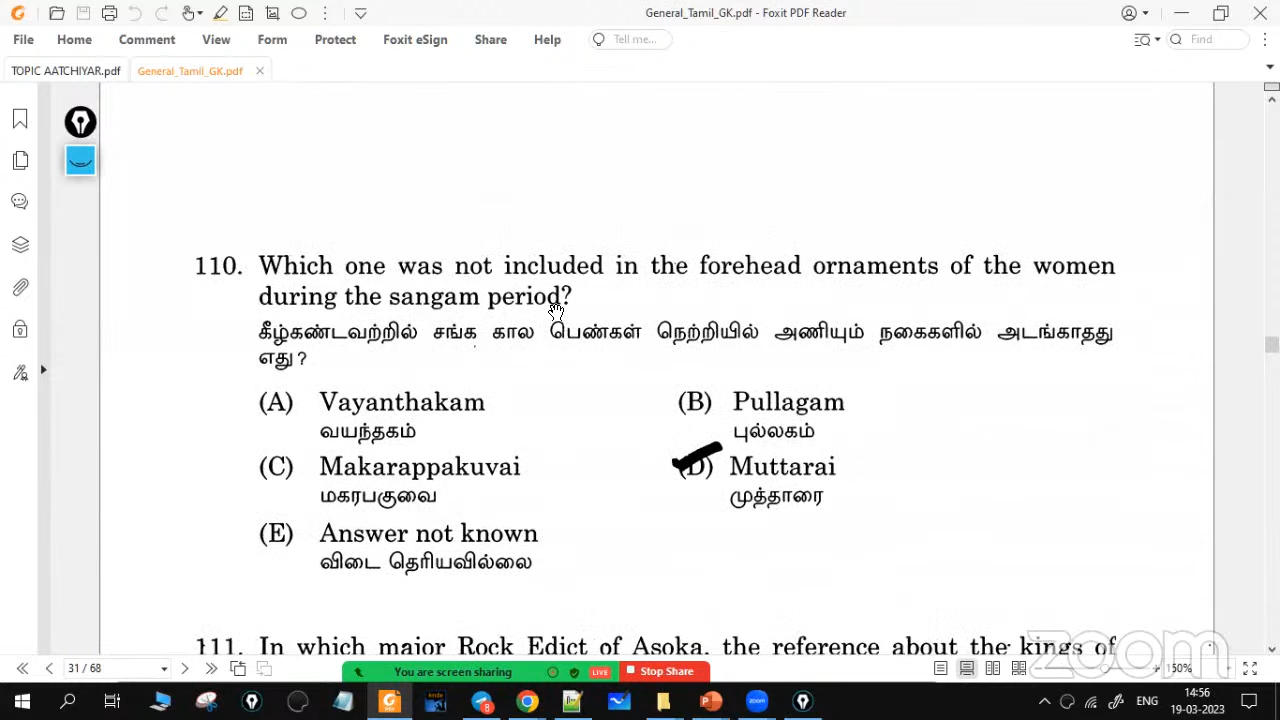 General_Tamil_GK.pdf - Foxit PDF Reader
File Home Comment View Form Protect Foxit eSign Share Help Tell me... Find
TOPIC AATCHIYAR.pdf General_Tamil_GK.pdf
110. Which one was not included in the forehead ornaments of the women
during the sangam period?
கீழ்கண்டவற்றில் சங்க கால பெண்கள் நெற்றியில் அணியும் நகைகளில் அடங்காதது
எது?
(A) Vayanthakam (B) Pullagam
வயந்தகம் புல்லகம்
(C) Makarappakuvai (D) Muttarai
மகரபகுவை முத்தாரை
(E) Answer not known
விடை தெரியவில்லை
111. In which major Rock Edict of Asoka, the reference about the kings of
zoom
31 / 68 150%
You are screen sharing LIVE Stop Share
ENG 14:56
19-03-2023